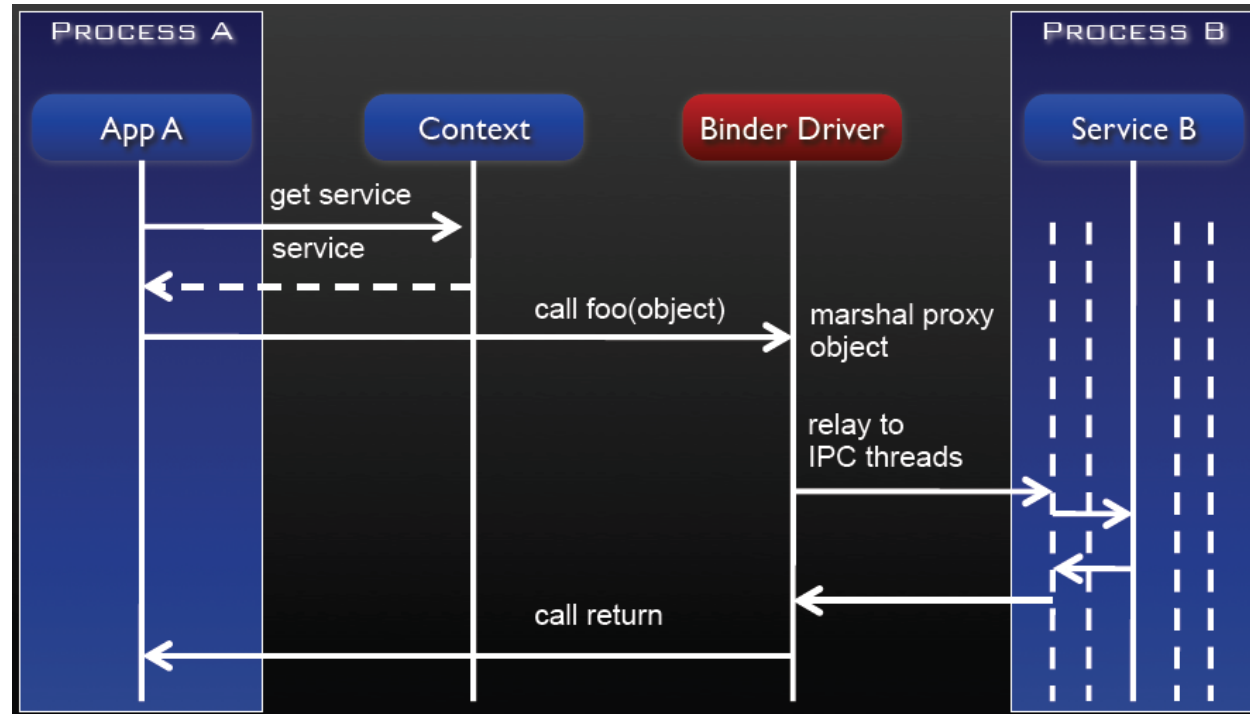 PROCESS A
PROCESS B
App A
Context
Binder Driver
Service B
get service
service
call foo(object)
marshal proxy
object
relay to
IPC threads
call return